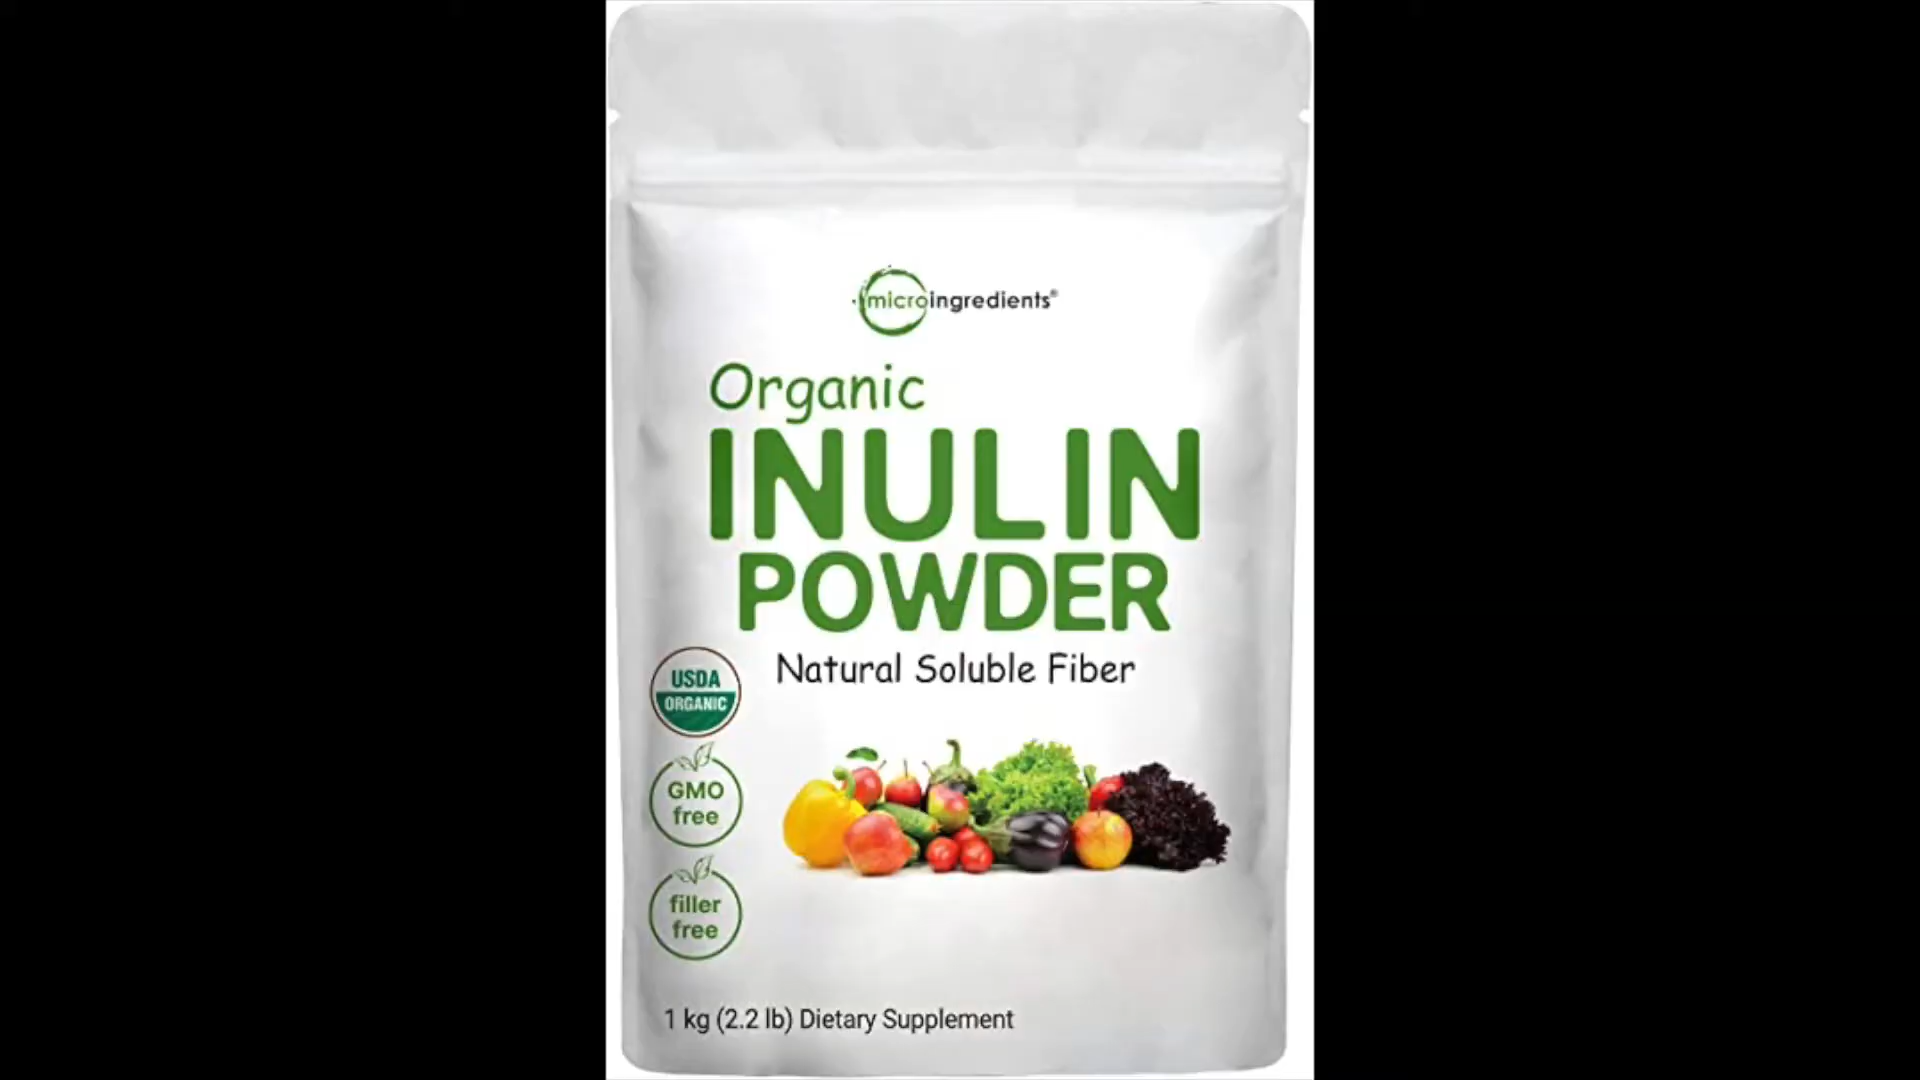 microingredients®
Organic
INULIN
POWDER
Natural Soluble Fiber
USDA
ORGANIC
GMO
free
filler
free
1 kg (2.2 lb) Dietary Supplement